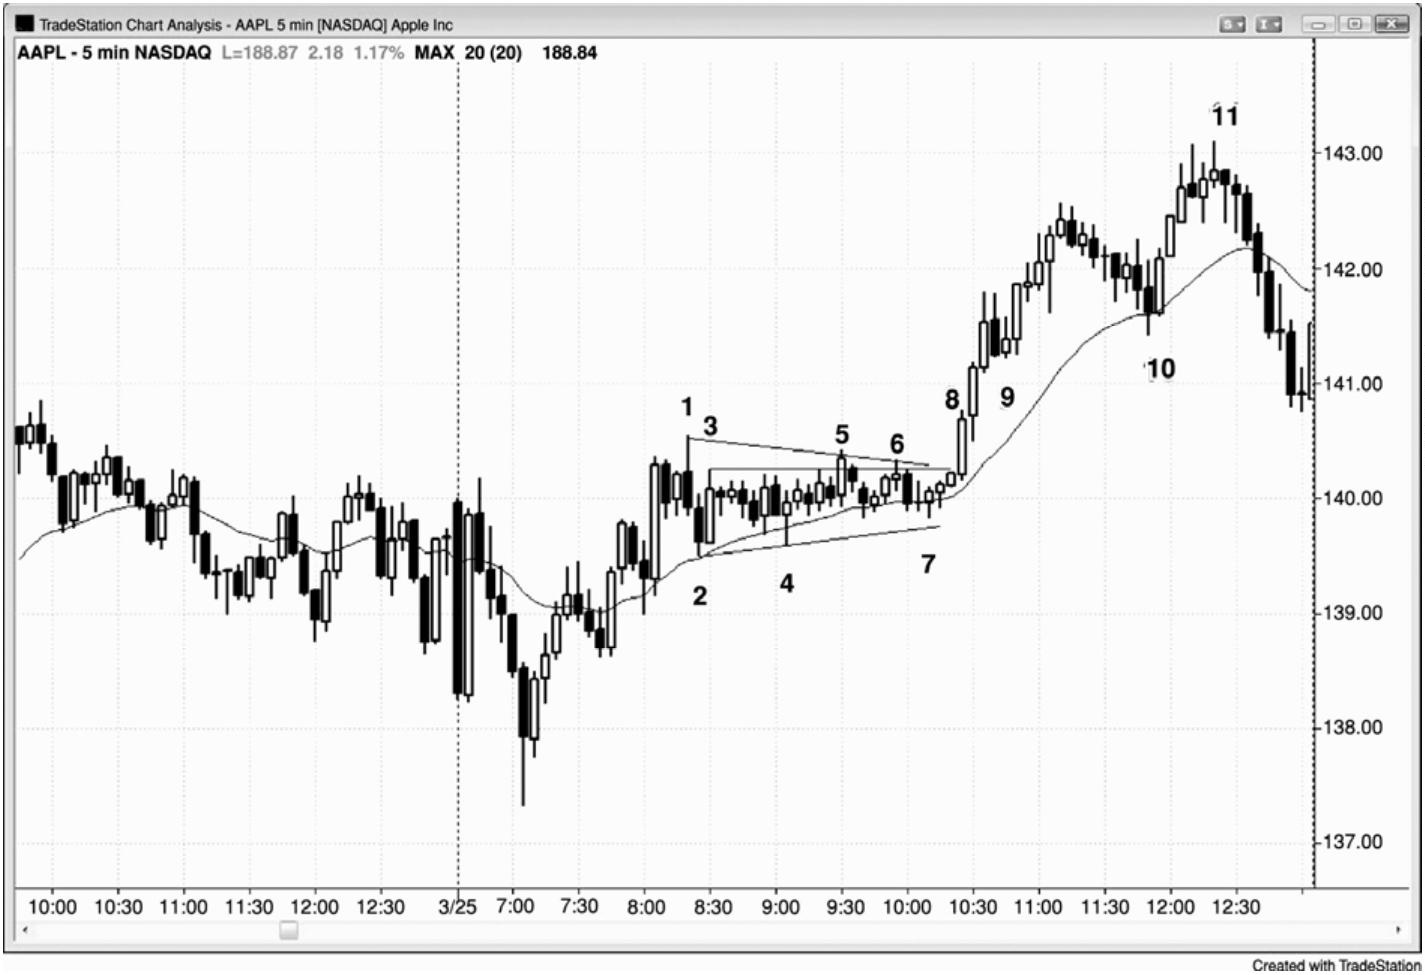 TradeStation Chart Analysis - AAPL 5 min [NASDAQ] Apple Inc
S I
AAPL - 5 min NASDAQ L=188.87 2.18 1.17% MAX 20 (20) 188.84
11
143.00
142.00
10
141.00
1 3 5 6 8 9
140.00
2 4 7
139.00
138.00
137.00
10:00 10:30 11:00 11:30 12:00 12:30 3/25 7:00 7:30 8:00 8:30 9:00 9:30 10:00 10:30 11:00 11:30 12:00 12:30
Created with TradeStation